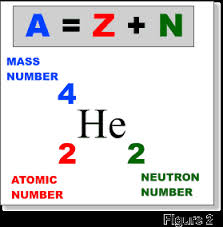 A = Z + N
MASS
NUMBER
4
He
2
2
ATOMIC
NUMBER
NEUTRON
NUMBER
Figure 2